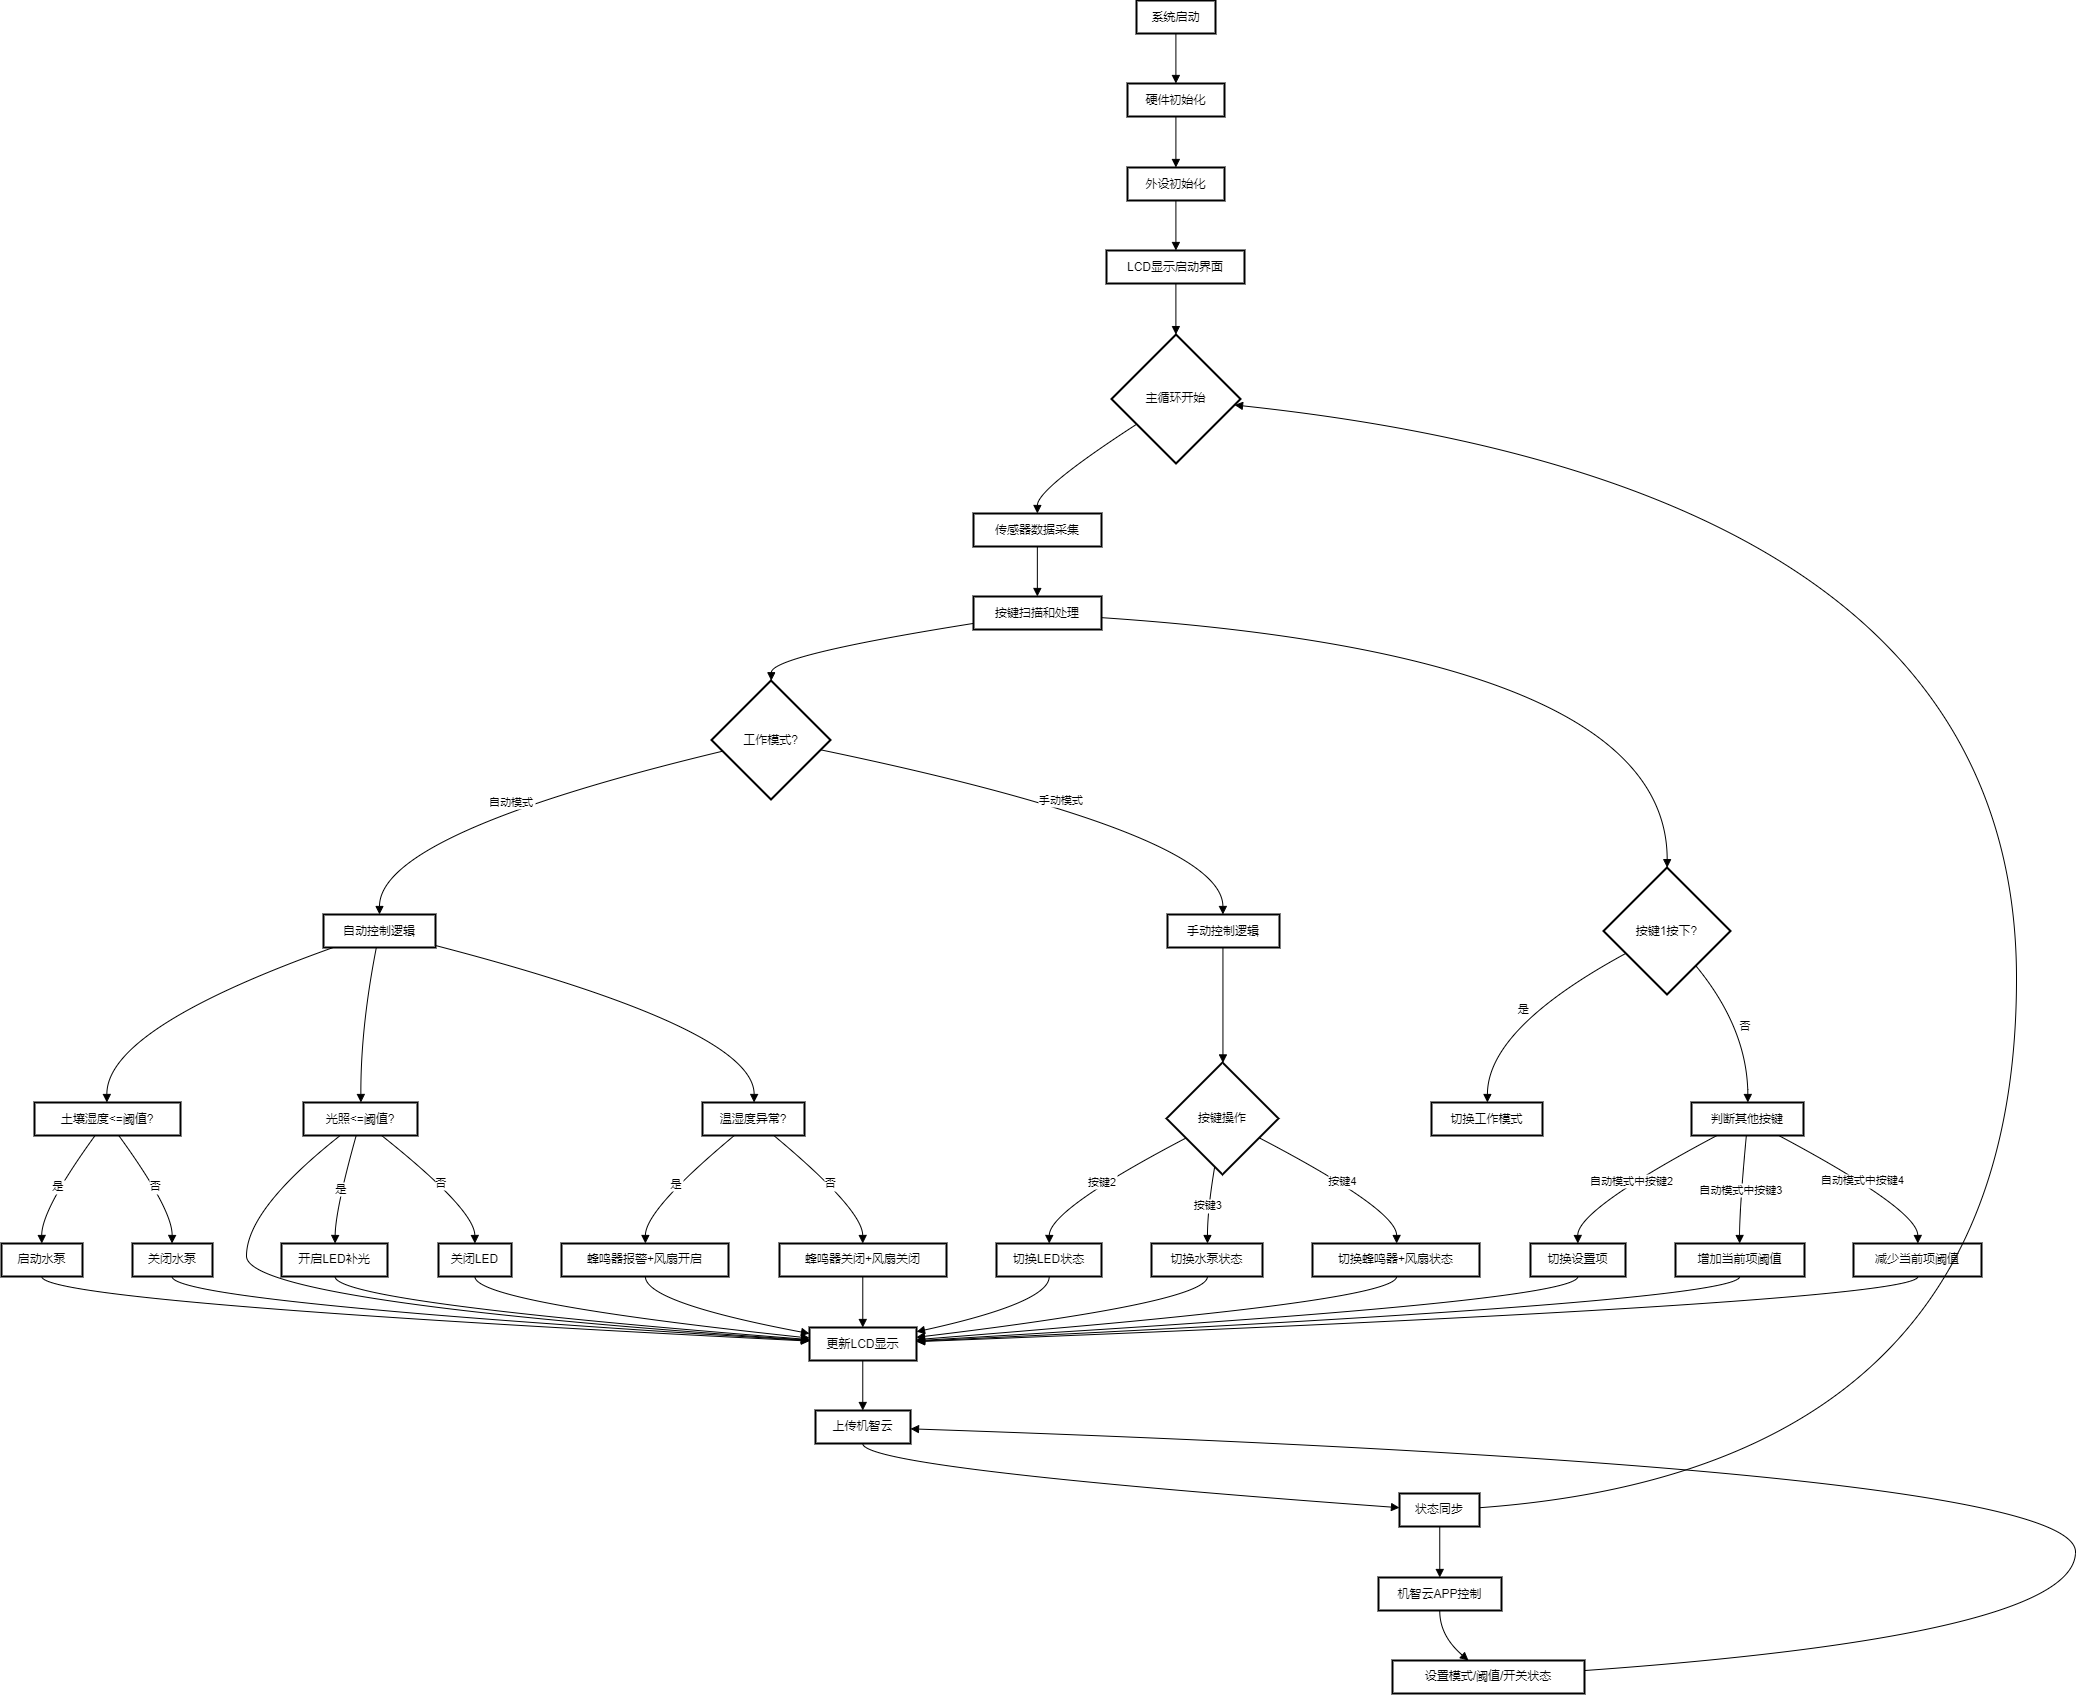 系统启动
硬件初始化
外设初始化
LCD显示启动界面
主循环开始
传感器数据采集
按键扫描和处理
工作模式?
自动模式
手动模式
自动控制逻辑
手动控制逻辑
按键1按下?
是
否
土壤湿度<=阈值?
光照<=阈值?
温湿度异常?
按键操作
切换工作模式
判断其他按键
是
否
是
否
是
否
按键2
按键3
按键4
自动模式中按键2
自动模式中按键3
自动模式中按键4
启动水泵
关闭水泵
开启LED补光
关闭LED
蜂鸣器报警+风扇开启
蜂鸣器关闭+风扇关闭
切换LED状态
切换水泵状态
切换蜂鸣器+风扇状态
切换设置项
增加当前项阈值
减少当前项阈值
更新LCD显示
上传机智云
状态同步
机智云APP控制
设置模式/阈值/开关状态